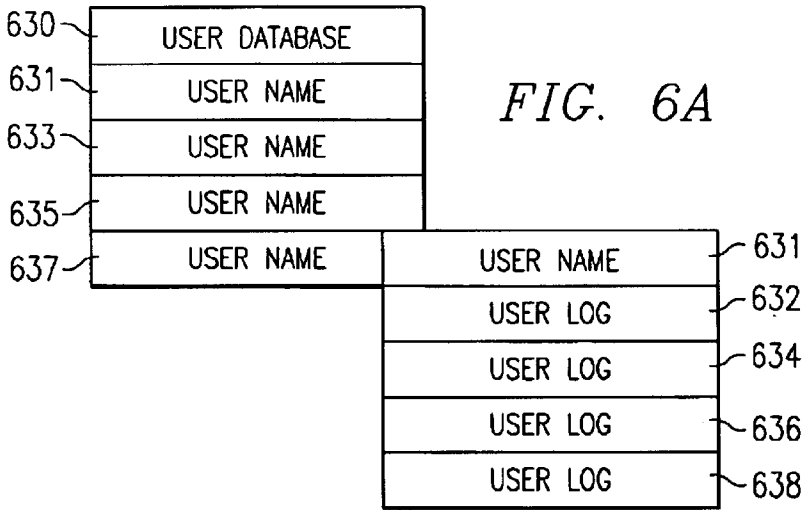 630 USER DATABASE
631 USER NAME
FIG. 6A
633 USER NAME
635 USER NAME
637 USER NAME
USER NAME 631
USER LOG 632
USER LOG 634
USER LOG 636
USER LOG 638